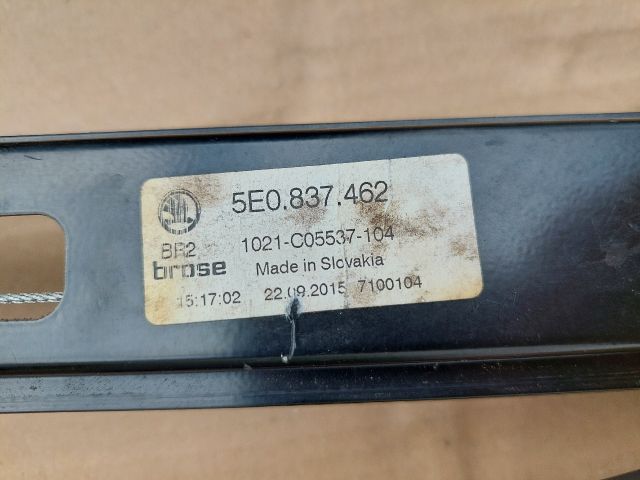 5E0.837.462
BR2 1021-C05537-104
brose Made in Slovakia
15:17:02 22.09.2015 7100104